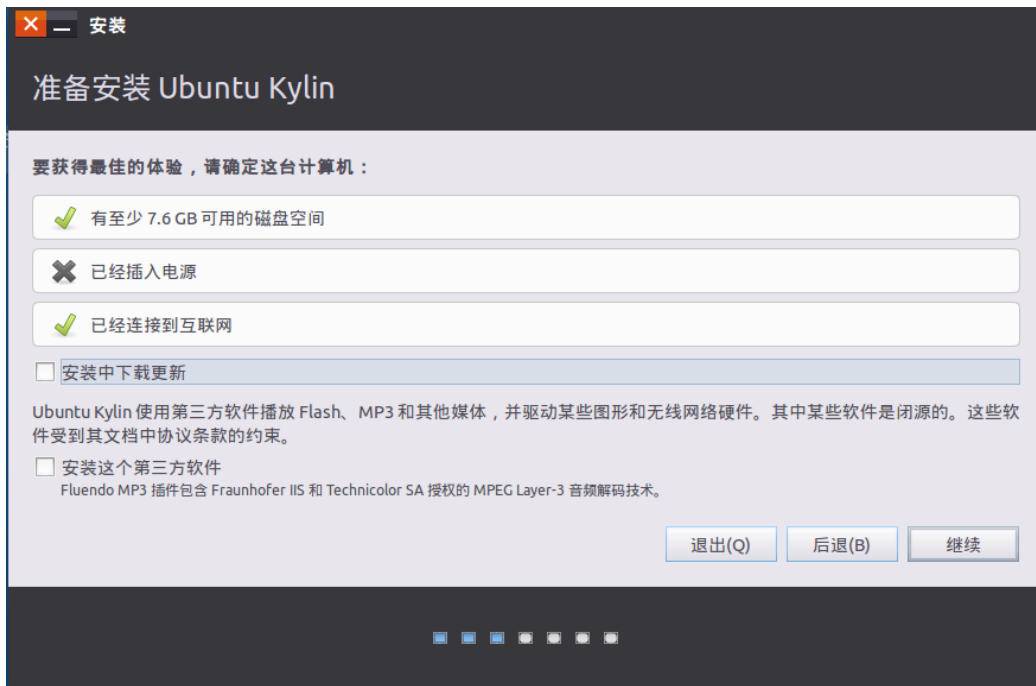 安装
准备安装 Ubuntu Kylin
要获得最佳的体验，请确定这台计算机：
有至少 7.6 GB 可用的磁盘空间
已经插入电源
已经连接到互联网
安装中下载更新
Ubuntu Kylin 使用第三方软件播放 Flash、MP3 和其他媒体，并驱动某些图形和无线网络硬件。其中某些软件是闭源的。这些软
件受到其文档中协议条款的约束。
安装这个第三方软件
Fluendo MP3 插件包含 Fraunhofer IIS 和 Technicolor SA 授权的 MPEG Layer-3 音频解码技术。
退出(Q) 后退(B) 继续